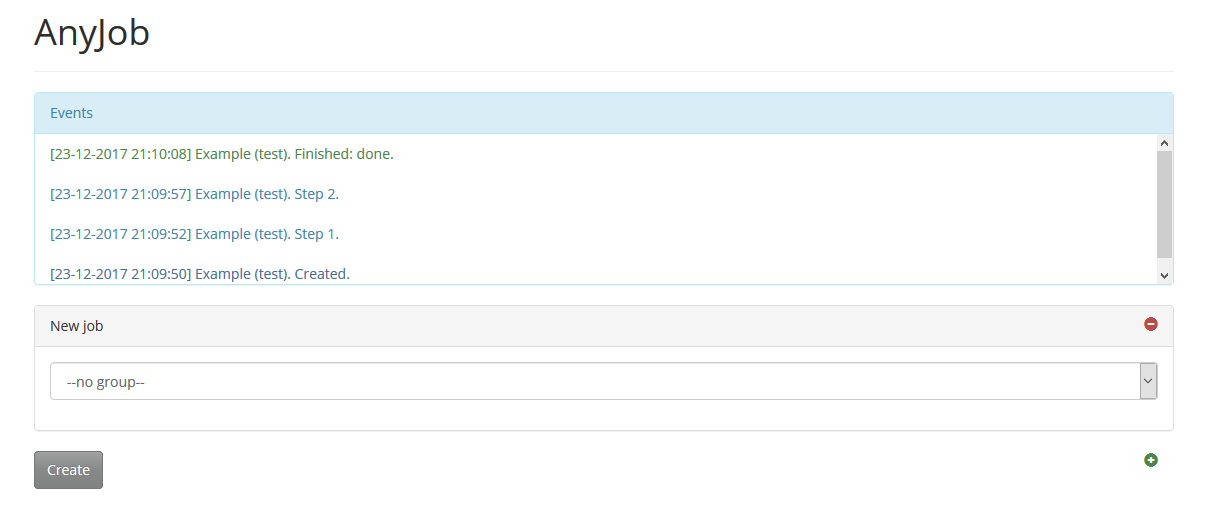 AnyJob
Events
[23-12-2017 21:10:08] Example (test). Finished: done.
[23-12-2017 21:09:57] Example (test). Step 2.
[23-12-2017 21:09:52] Example (test). Step 1.
[23-12-2017 21:09:50] Example (test). Created.
New job
--no group--
Create